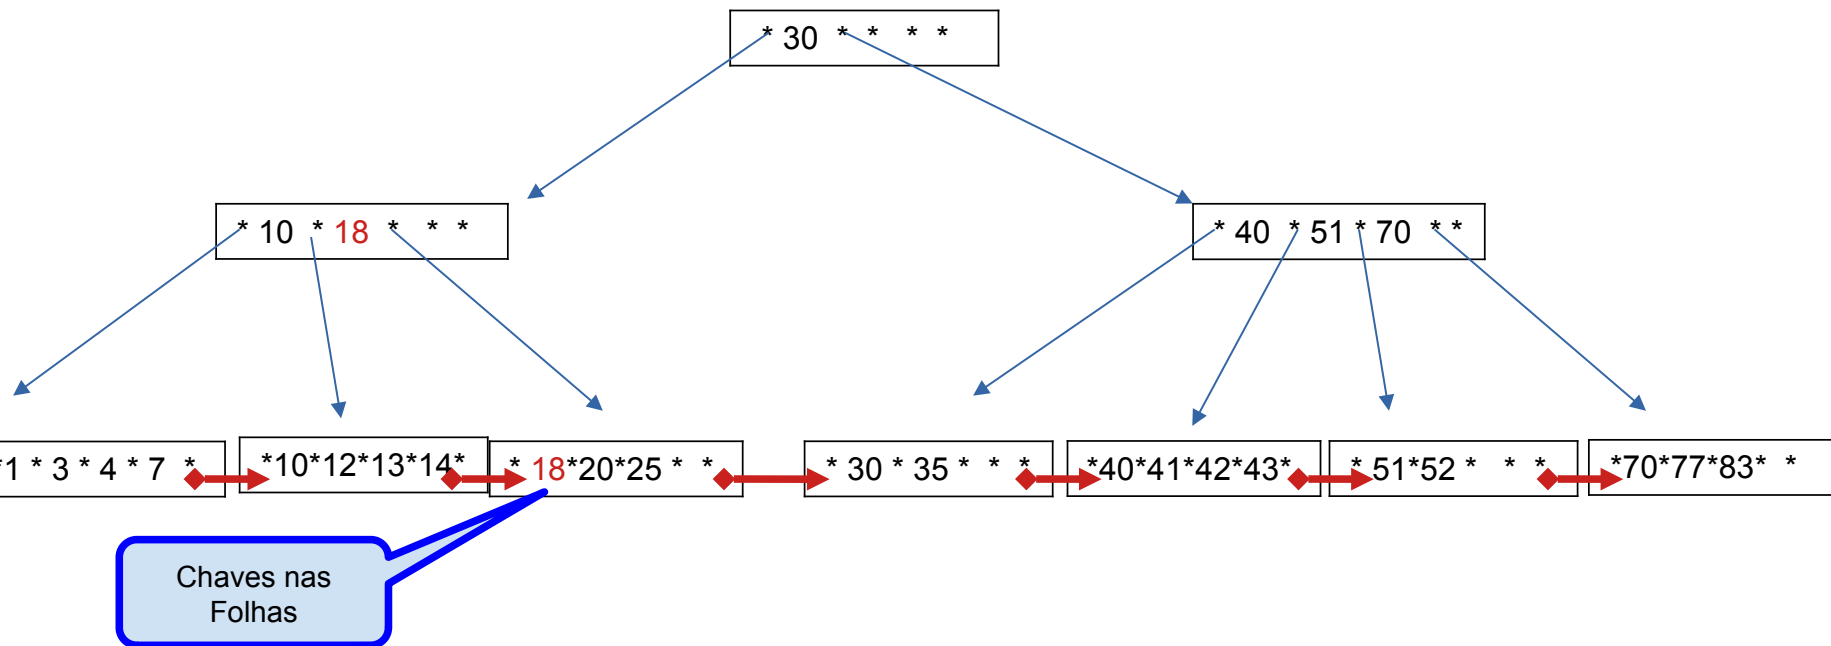 * 30 * * * *
* 10 * 18 * * *
* 40 * 51 * 70 * *
*1 * 3 * 4 * 7 *
*10*12*13*14*
* 18*20*25 * *
* 30 * 35 * * *
*40*41*42*43*
* 51*52 * * *
*70*77*83* *
Chaves nas
Folhas